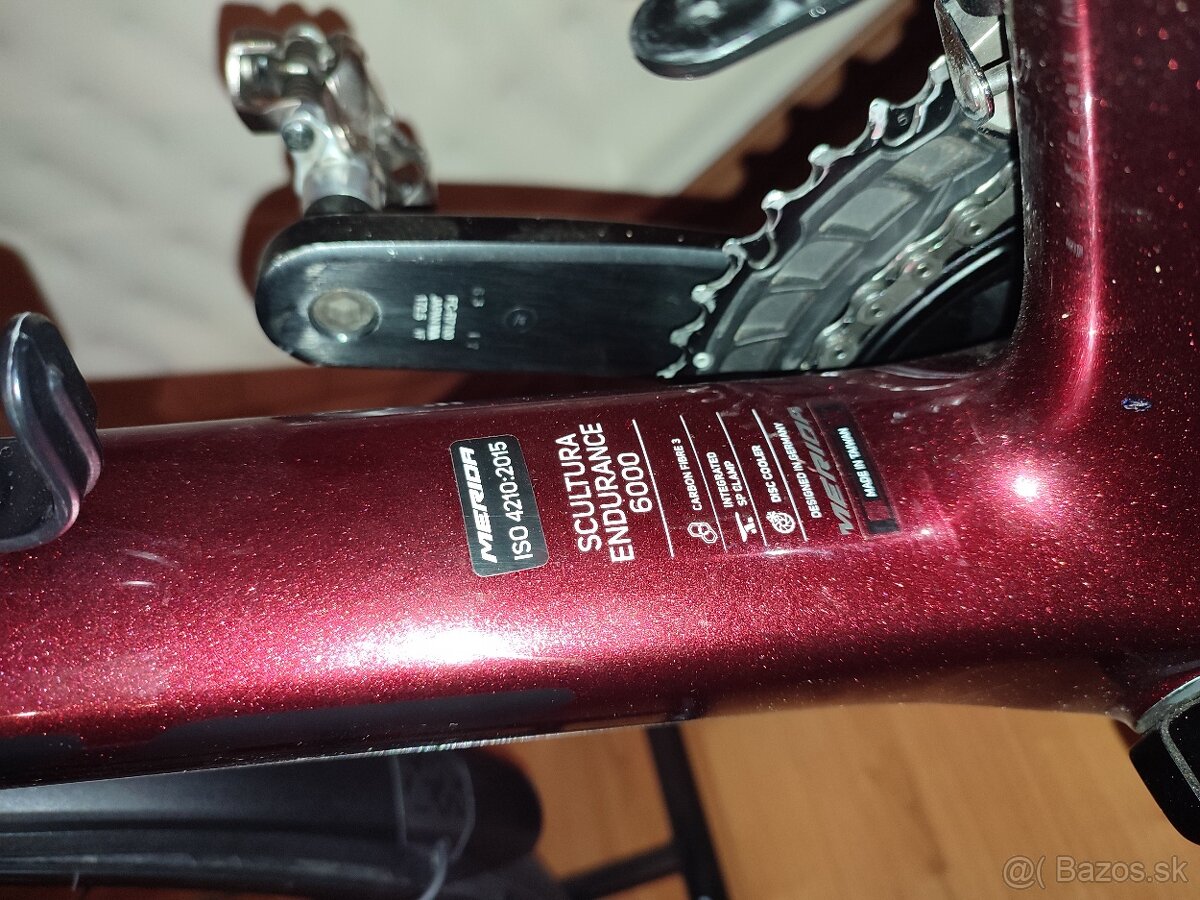 MERIDA
ISO 4210:2015
SCULTURA
ENDURANCE
6000
CARBON FIBRE 3
INTEGRATED
SP CLAMP
DISC COOLER
DESIGNED IN GERMANY
MERIDA
MADE IN TAIWAN
@( Bazos.sk